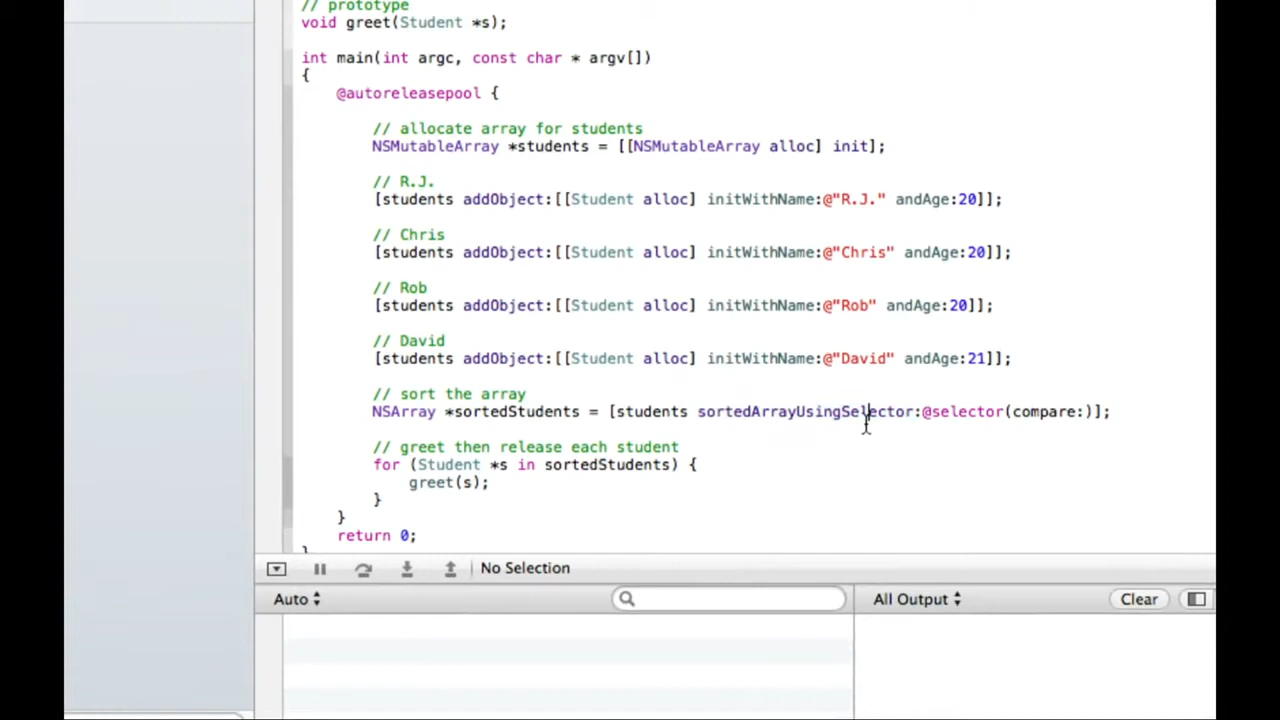 // prototype
void greet(Student *s);
int main(int argc, const char * argv[])
{
@autoreleasepool {
// allocate array for students
NSMutableArray *students = [[NSMutableArray alloc] init];
// R.J.
[students addObject:[[Student alloc] initWithName:@"R.J." andAge:20]];
// Chris
[students addObject:[[Student alloc] initWithName:@"Chris" andAge:20]];
// Rob
[students addObject:[[Student alloc] initWithName:@"Rob" andAge:20]];
// David
[students addObject:[[Student alloc] initWithName:@"David" andAge:21]];
// sort the array
NSArray *sortedStudents = [students sortedArrayUsingSelector:@selector(compare:)];
// greet then release each student
for (Student *s in sortedStudents) {
greet(s);
}
}
return 0;
}
No Selection
Auto
All Output
Clear